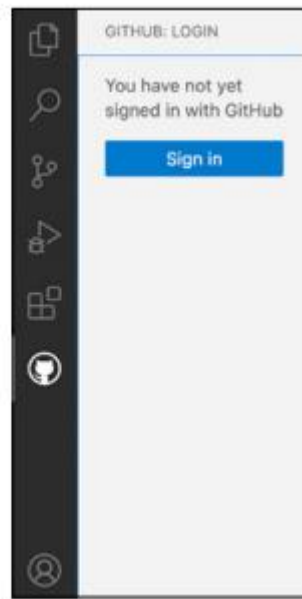 GITHUB: LOGIN
You have not yet
signed in with GitHub
Sign in